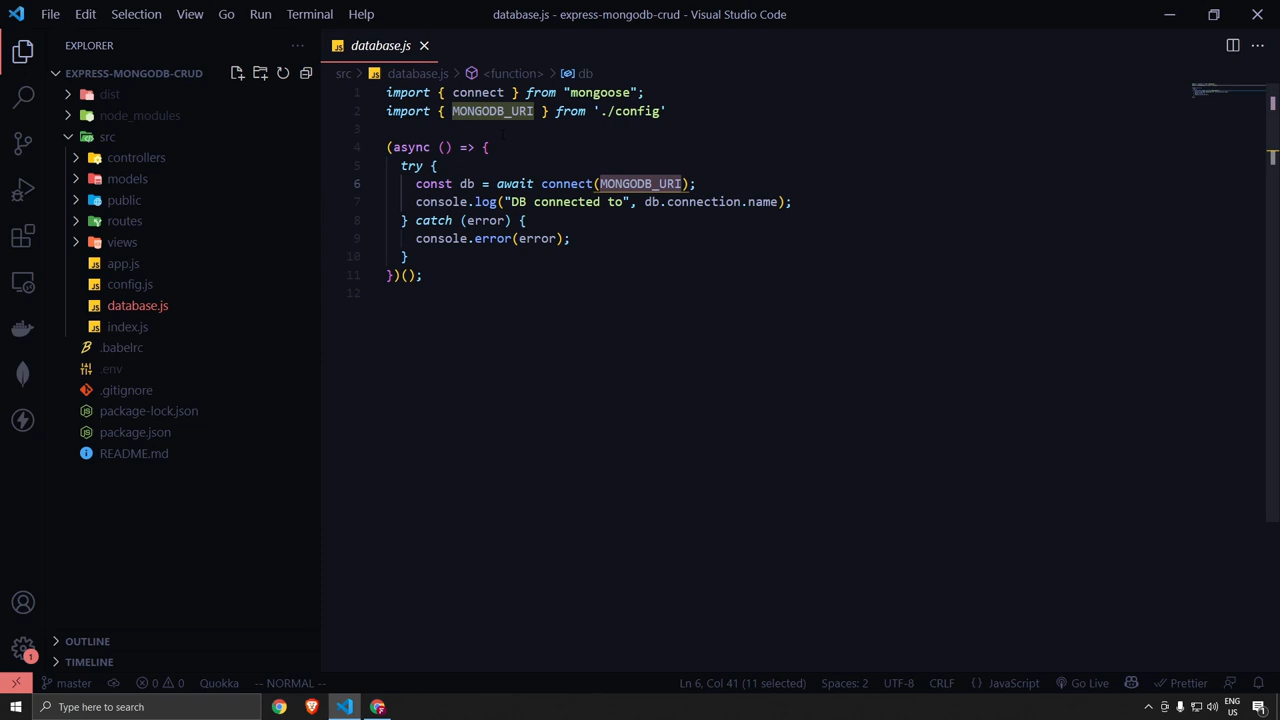 File Edit Selection View Go Run Terminal Help
database.js - express-mongodb-crud - Visual Studio Code
EXPLORER
EXPRESS-MONGODB-CRUD
dist
node_modules
src
controllers
models
public
routes
views
app.js
config.js
database.js
index.js
.babelrc
.env
.gitignore
package-lock.json
package.json
README.md
OUTLINE
TIMELINE
JS database.js
src > JS database.js > <function> > db
1 import { connect } from "mongoose";
2 import { MONGODB_URI } from './config'
3
4 (async () => {
5 try {
6 const db = await connect(MONGODB_URI);
7 console.log("DB connected to", db.connection.name);
8 } catch (error) {
9 console.error(error);
10 }
11 })();
12
1
master 0 0 Quokka -- NORMAL -- Ln 6, Col 41 (11 selected) Spaces: 2 UTF-8 CRLF { } JavaScript Go Live Prettier
Type here to search
ENG
US